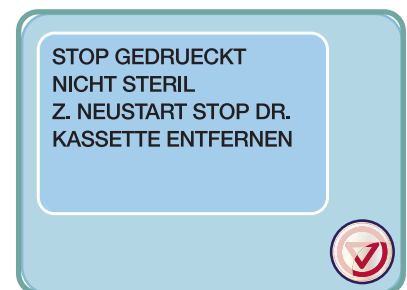 STOP GEDRUECKT
NICHT STERIL
Z. NEUSTART STOP DR.
KASSETTE ENTFERNEN